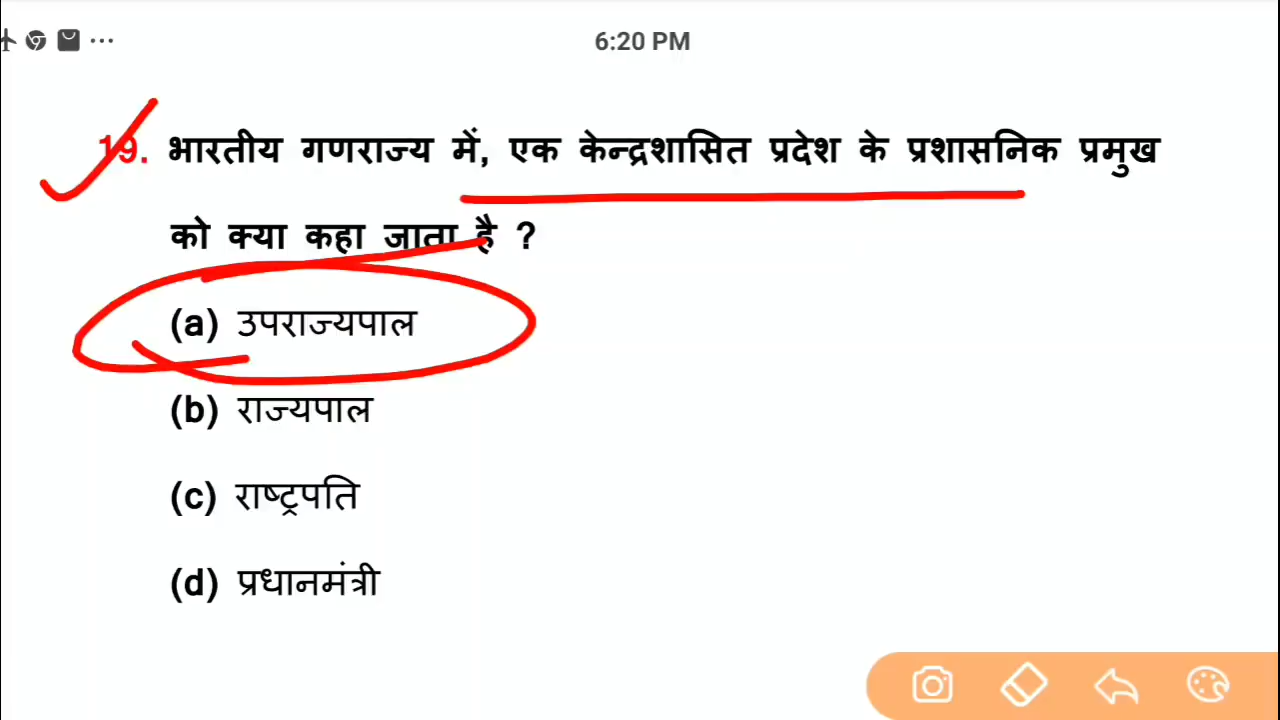 6:20 PM
19. भारतीय गणराज्य में, एक केन्द्रशासित प्रदेश के प्रशासनिक प्रमुख
को क्या कहा जाता है ?
(a) उपराज्यपाल
(b) राज्यपाल
(c) राष्ट्रपति
(d) प्रधानमंत्री